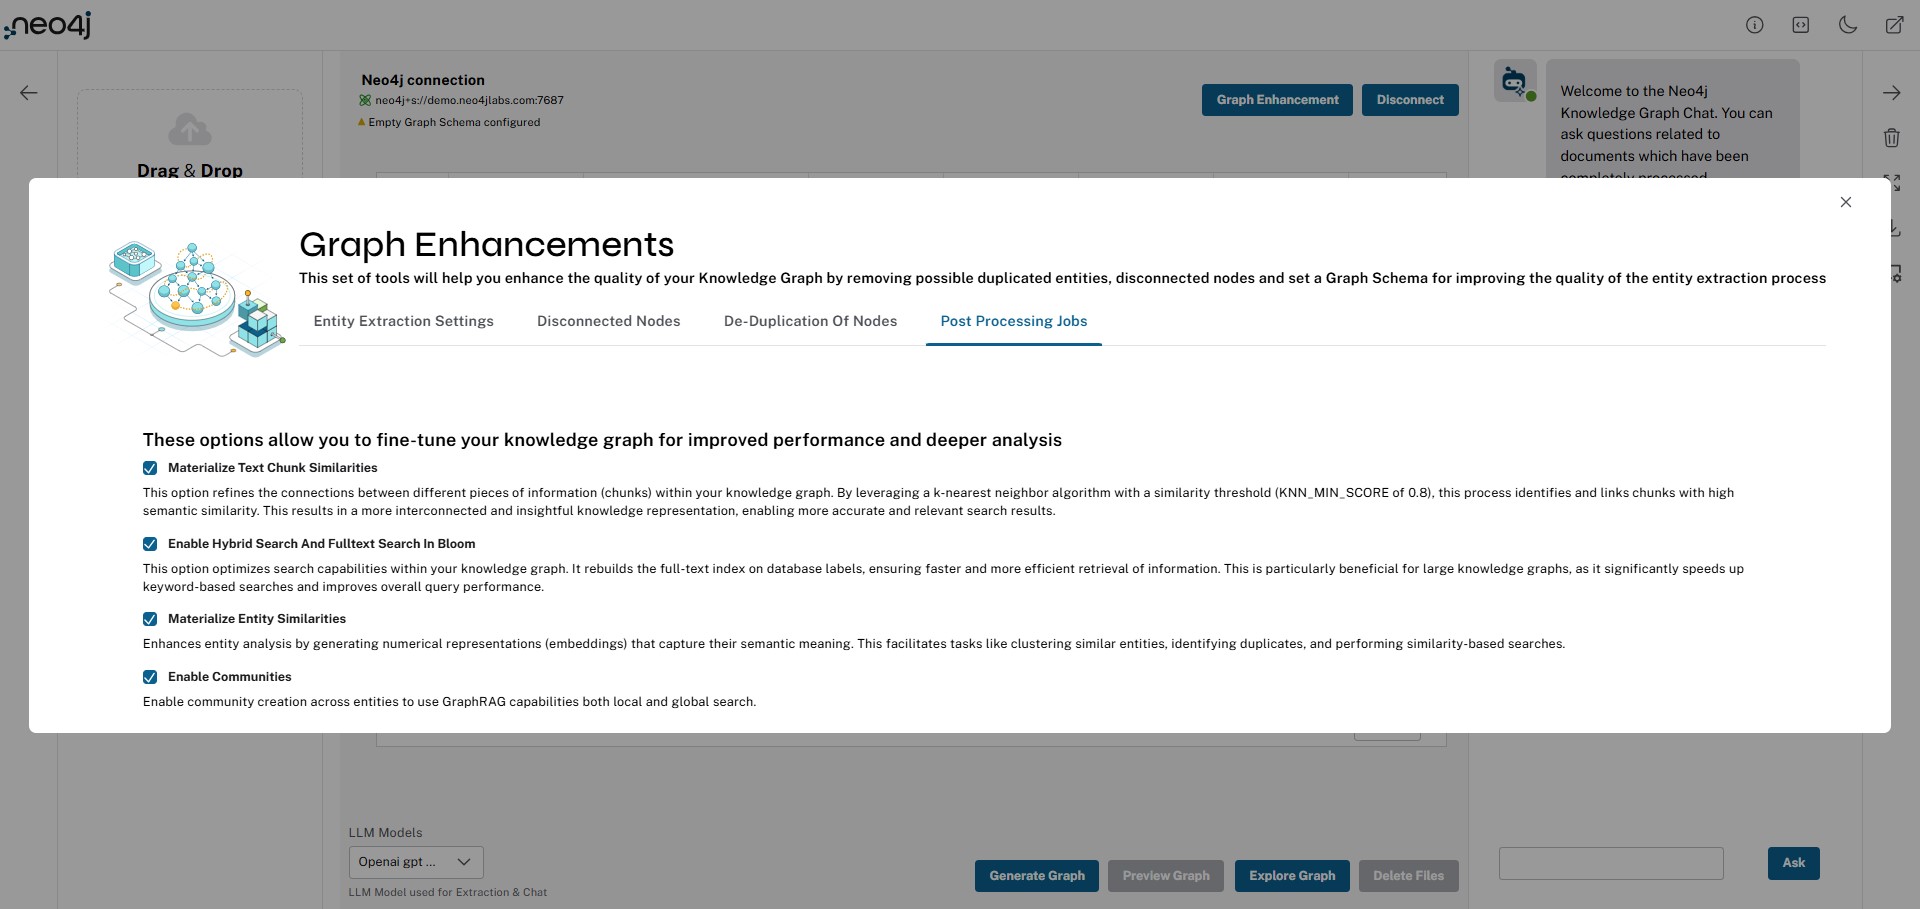 neo4j
Neo4j connection
neo4j+s://demo.neo4jlabs.com:7687
Empty Graph Schema configured
Graph Enhancement
Disconnect
Drag & Drop
Welcome to the Neo4j
Knowledge Graph Chat. You can
ask questions related to
documents which have been
completely processed
Graph Enhancements
This set of tools will help you enhance the quality of your Knowledge Graph by removing possible duplicated entities, disconnected nodes and set a Graph Schema for improving the quality of the entity extraction process
Entity Extraction Settings
Disconnected Nodes
De-Duplication Of Nodes
Post Processing Jobs
These options allow you to fine-tune your knowledge graph for improved performance and deeper analysis
Materialize Text Chunk Similarities
This option refines the connections between different pieces of information (chunks) within your knowledge graph. By leveraging a k-nearest neighbor algorithm with a similarity threshold (KNN_MIN_SCORE of 0.8), this process identifies and links chunks with high
semantic similarity. This results in a more interconnected and insightful knowledge representation, enabling more accurate and relevant search results.
Enable Hybrid Search And Fulltext Search In Bloom
This option optimizes search capabilities within your knowledge graph. It rebuilds the full-text index on database labels, ensuring faster and more efficient retrieval of information. This is particularly beneficial for large knowledge graphs, as it significantly speeds up
keyword-based searches and improves overall query performance.
Materialize Entity Similarities
Enhances entity analysis by generating numerical representations (embeddings) that capture their semantic meaning. This facilitates tasks like clustering similar entities, identifying duplicates, and performing similarity-based searches.
Enable Communities
Enable community creation across entities to use GraphRAG capabilities both local and global search.
LLM Models
Openai gpt ...
LLM Model used for Extraction & Chat
Generate Graph
Preview Graph
Explore Graph
Delete Files
Ask